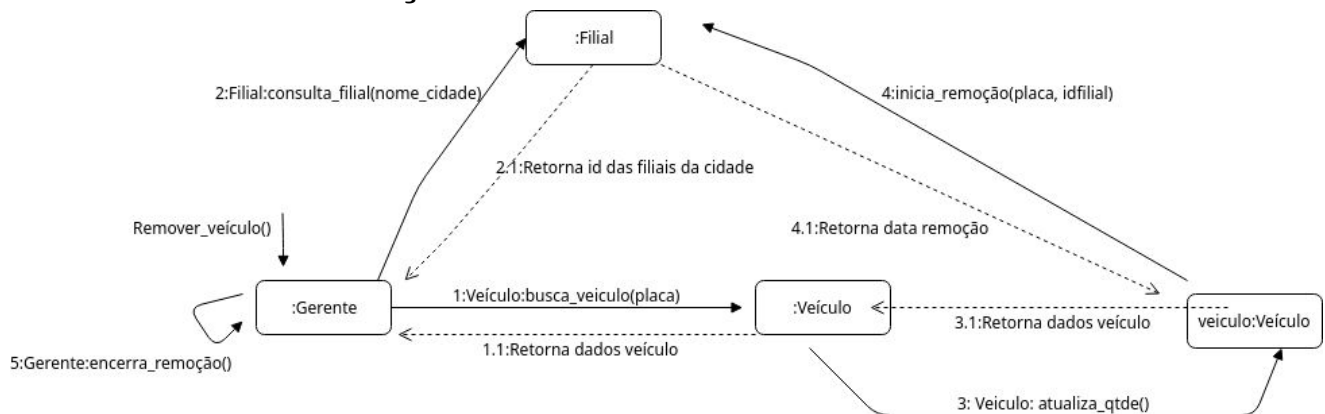 :Filial
2:Filial:consulta_filial(nome_cidade)
4:inicia_remoção(placa, idfilial)
2.1:Retorna id das filiais da cidade
Remover_veículo()
4.1:Retorna data remoção
:Gerente
1:Veículo:busca_veiculo(placa)
:Veículo
3.1:Retorna dados veículo
veiculo:Veículo
1.1:Retorna dados veículo
5:Gerente:encerra_remoção()
3: Veiculo: atualiza_qtde()